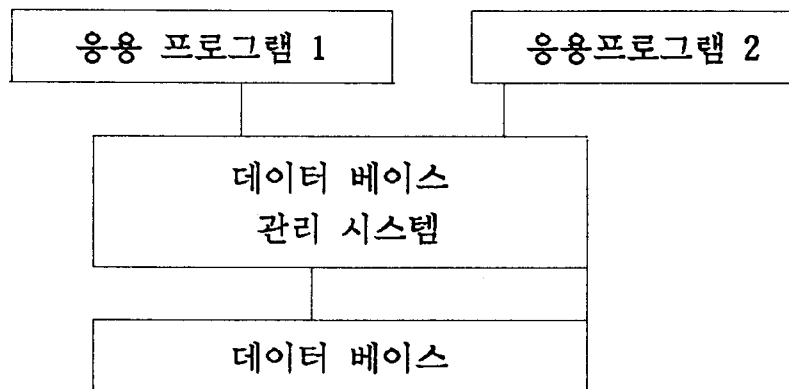 응용 프로그램 1
응용프로그램 2
데이터 베이스
관리 시스템
데이터 베이스